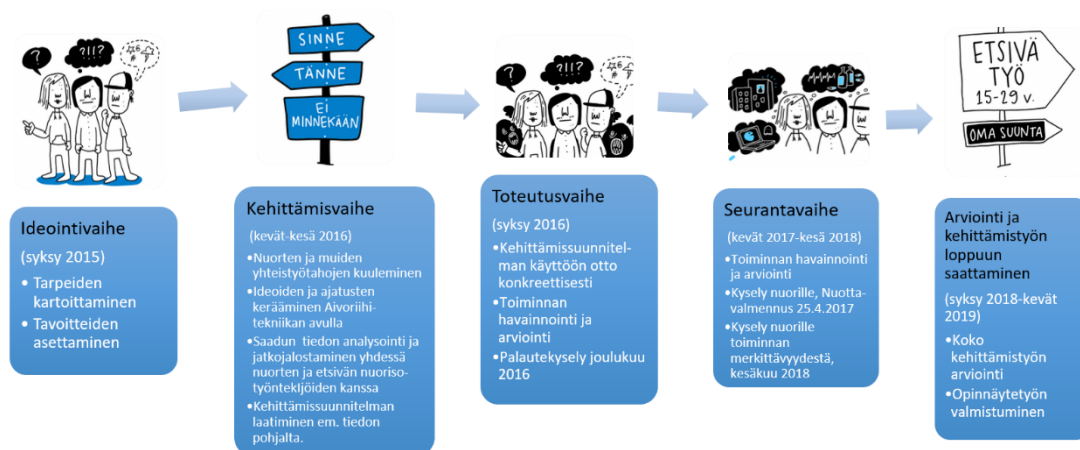 ?
?!!?
SINNE
TÄNNE
EI
MINNEKÄÄN
?
?!!?
ETSIVÄ
TYÖ
15-29 v.
OMA SUUNTA
Ideointivaihe
(syksy 2015)
• Tarpeiden
kartoittaminen
• Tavoitteiden
asettaminen
Kehittämisvaihe
(kevät-kesä 2016)
•Nuorten ja muiden
yhteistyötahojen kuuleminen
•Ideoiden ja ajatusten
kerääminen Aivoriihi-
tekniikan avulla
•Saadun tiedon analysointi ja
jatkojalostaminen yhdessä
nuorten ja etsivän nuoriso-
työntekljöiden kanssa
•Kehittämissuunnitelman
laatiminen em. tiedon
pohjalta.
Toteutusvaihe
(syksy 2016)
•Kehittämissuunnitel-
man käyttöön otto
konkreettisesti
•Toiminnan
havainnointi ja
arviointi
•Palautekysely joulukuu
2016
Seurantavaihe
(kevät 2017-kesä 2018)
•Toiminnan havainnointi
ja arviointi
•Kysely nuorille, Nuotta-
valmennus 25.4.2017
•Kysely nuorille
toiminnan
merkittävyydestä,
kesäkuu 2018
Arviointi ja
kehittämistyön
loppuun
saattaminen
(syksy 2018-kevät
2019)
•Koko
kehittämistyön
arviointi
•Opinnäytetyön
valmistuminen